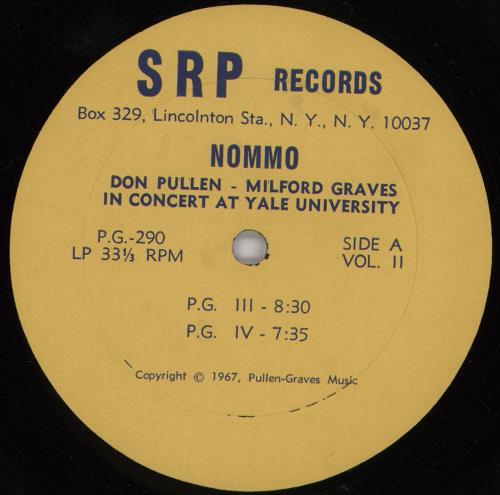 SRP RECORDS
Box 329, Lincolnton Sta., N. Y., N. Y. 10037
NOMMO
DON PULLEN - MILFORD GRAVES
IN CONCERT AT YALE UNIVERSITY
P.G.-290
LP 33⅓ RPM
SIDE A
VOL. II
P.G. III - 8:30
P.G. IV - 7:35
Copyright © 1967, Pullen-Graves Music